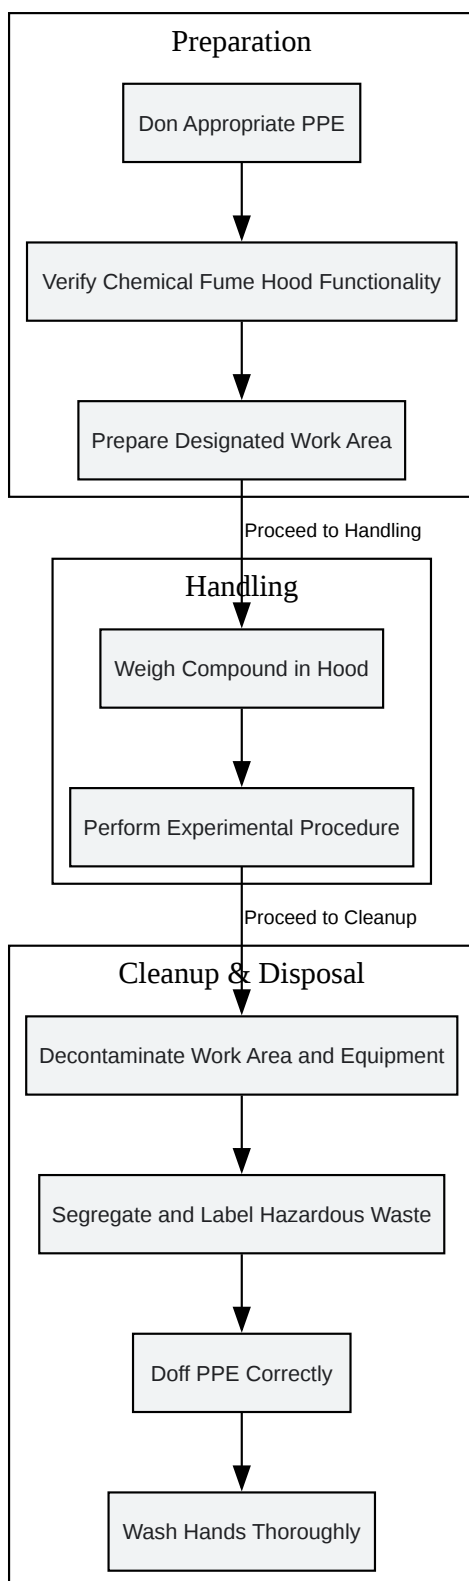 Preparation
Don Appropriate PPE
Verify Chemical Fume Hood Functionality
Prepare Designated Work Area
Proceed to Handling
Handling
Weigh Compound in Hood
Perform Experimental Procedure
Proceed to Cleanup
Cleanup & Disposal
Decontaminate Work Area and Equipment
Segregate and Label Hazardous Waste
Doff PPE Correctly
Wash Hands Thoroughly